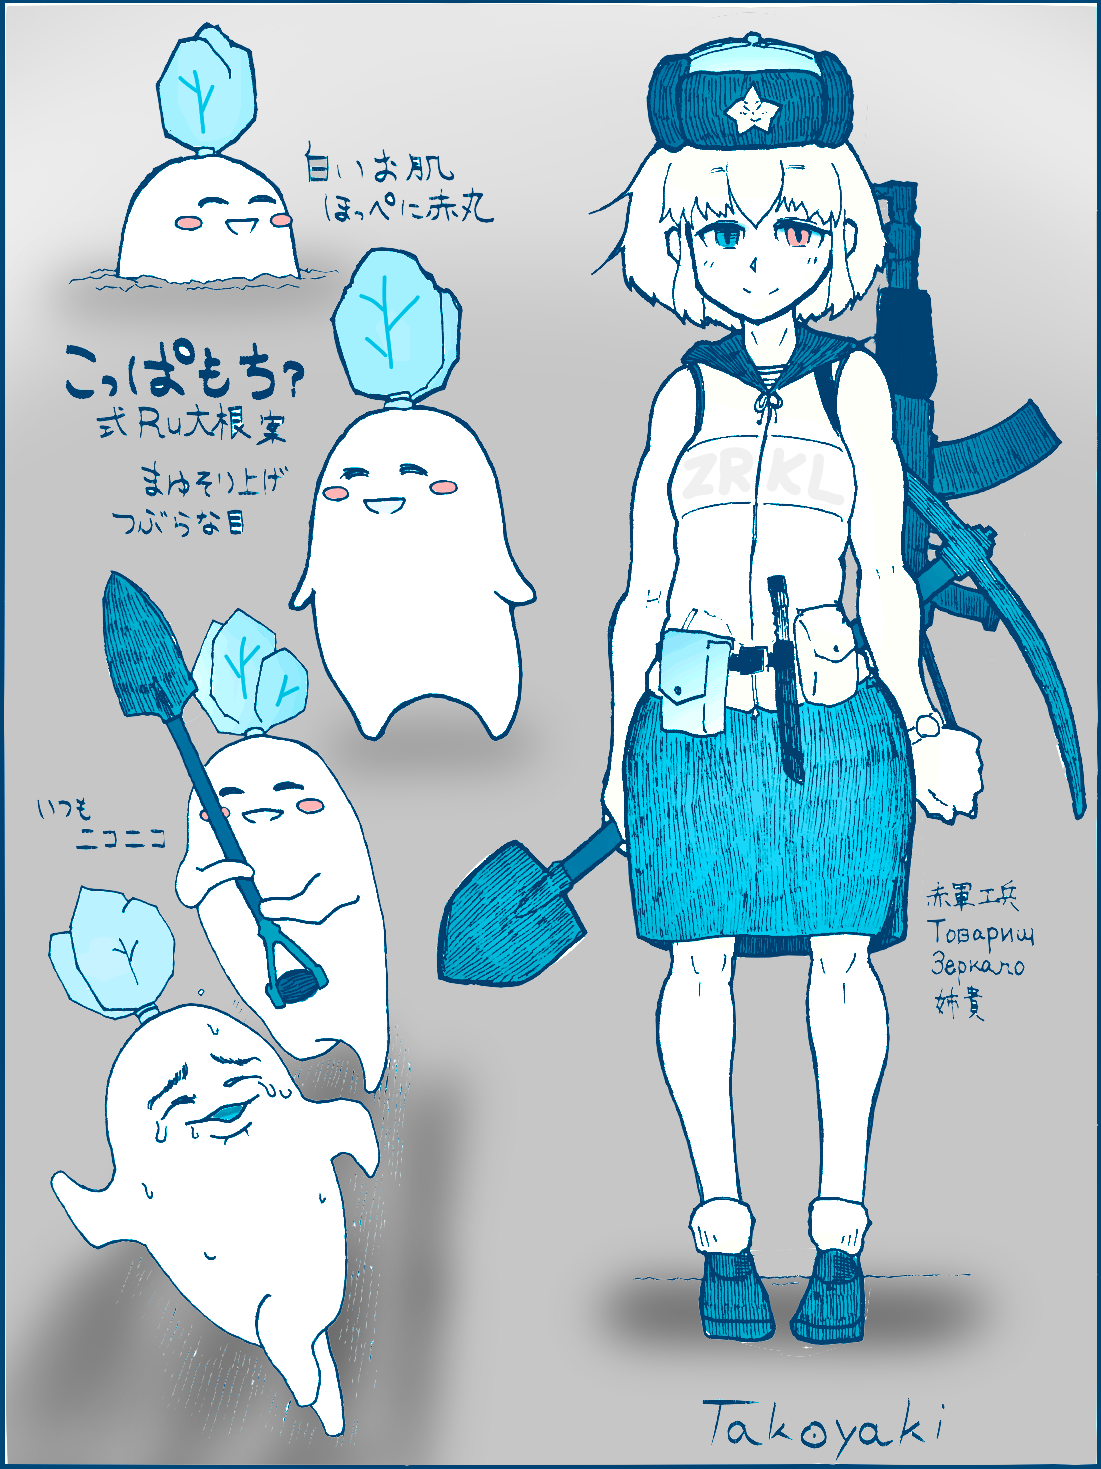 白いお肌
ほっぺに赤丸
こっぱもち?
式Ru大根案
まゆそり上げ
つぶらな目
いつも
ニコニコ
ZRKL
赤軍工兵
Товарищ
Зеркало
姉貴
Takoyaki